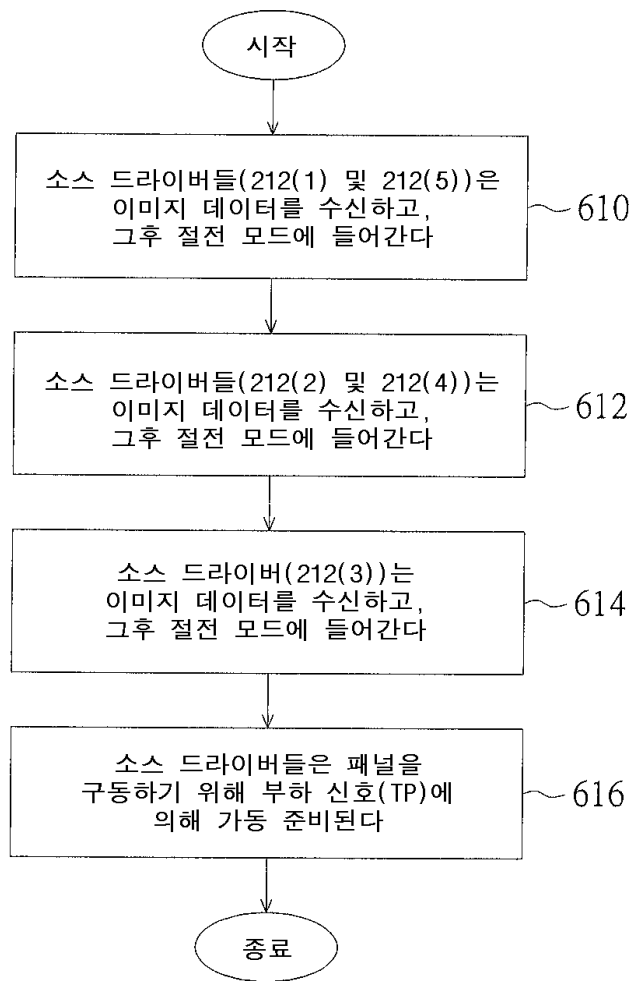 시작
소스 드라이버들(212(1) 및 212(5))은
이미지 데이터를 수신하고,
그후 절전 모드에 들어간다
610
소스 드라이버들(212(2) 및 212(4))는
이미지 데이터를 수신하고,
그후 절전 모드에 들어간다
612
소스 드라이버(212(3))는
이미지 데이터를 수신하고,
그후 절전 모드에 들어간다
614
소스 드라이버들은 패널을
구동하기 위해 부하 신호(TP)에
의해 가동 준비된다
616
종료